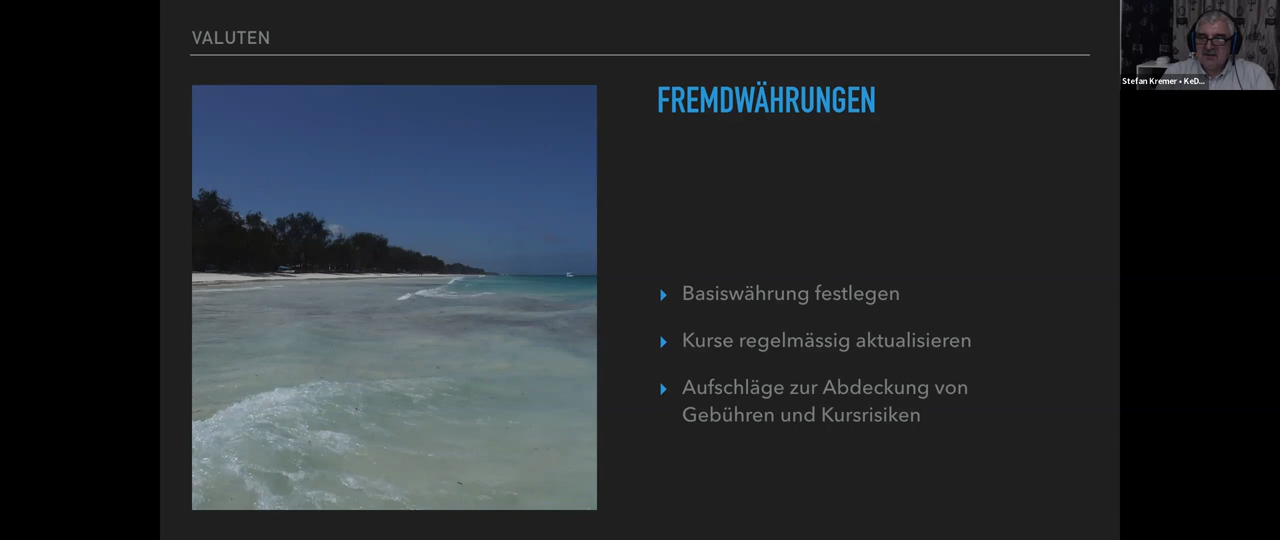 VALUTEN
FREMDWÄHRUNGEN
Basiswährung festlegen
Kurse regelmässig aktualisieren
Aufschläge zur Abdeckung von
Gebühren und Kursrisiken
Stefan Kremer • KeD...